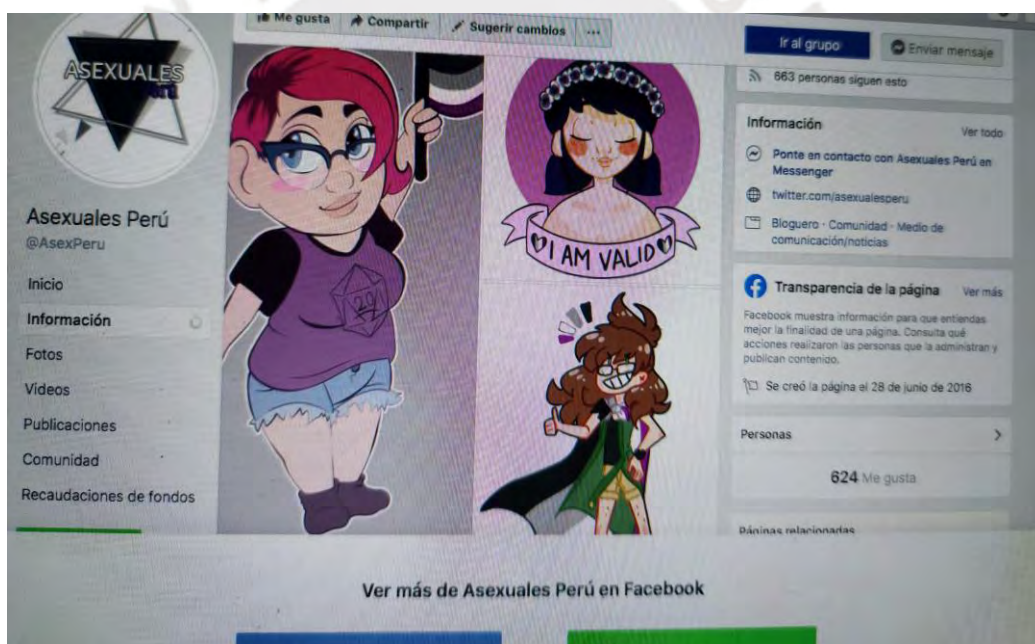 Me gusta
Compartir
Sugerir cambios
...
Ir al grupo
Enviar mensaje
ASEXUALES
Perú
Asexuales Perú
@AsexPeru
Inicio
Información
Fotos
Videos
Publicaciones
Comunidad
Recaudaciones de fondos
20
I AM VALID
663 personas siguen esto
Información
Ver todo
Ponte en contacto con Asexuales Perú en
Messenger
twitter.com/asexualesperu
Bloguero · Comunidad · Medio de
comunicación/noticias
Transparencia de la página
Ver más
Facebook muestra información para que entiendas
mejor la finalidad de una página. Consulta qué
acciones realizaron las personas que la administran y
publican contenido.
Se creó la página el 28 de junio de 2016
Personas
624 Me gusta
Páginas relacionadas
Ver más de Asexuales Perú en Facebook